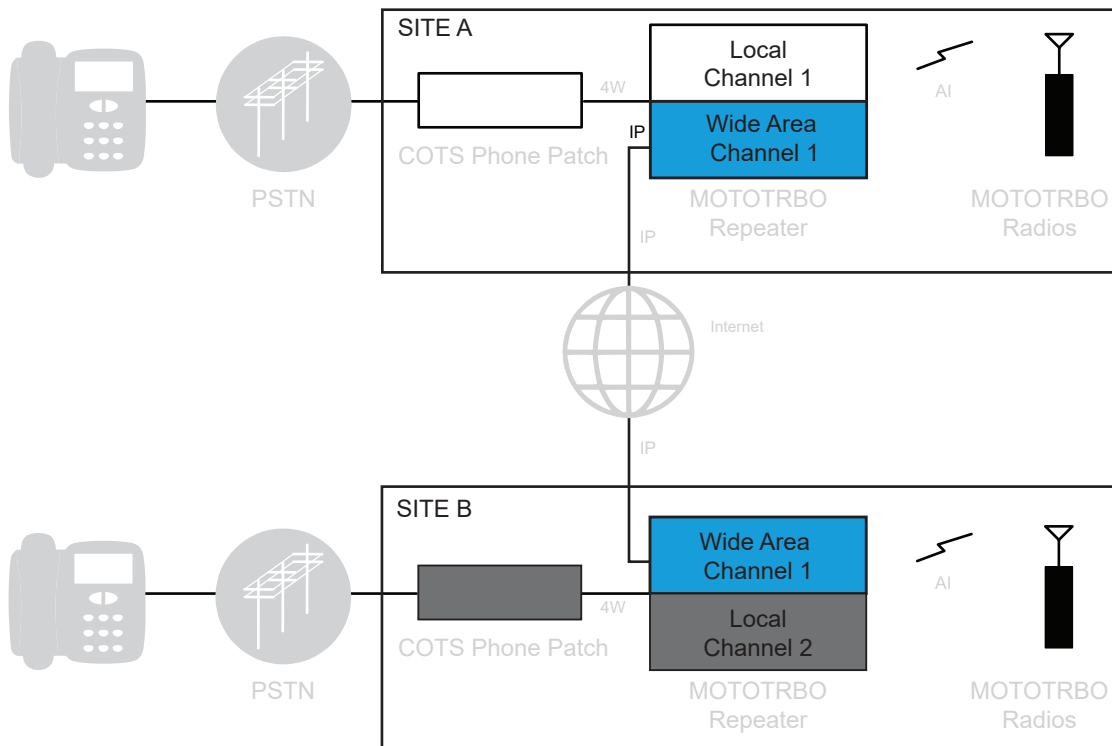 SITE A
Local
Channel 1
4W
AI
IP
Wide Area
Channel 1
COTS Phone Patch
PSTN
MOTOTRBO
Repeater
MOTOTRBO
Radios
IP
Internet
IP
SITE B
Wide Area
Channel 1
AI
4W
Local
Channel 2
COTS Phone Patch
PSTN
MOTOTRBO
Repeater
MOTOTRBO
Radios